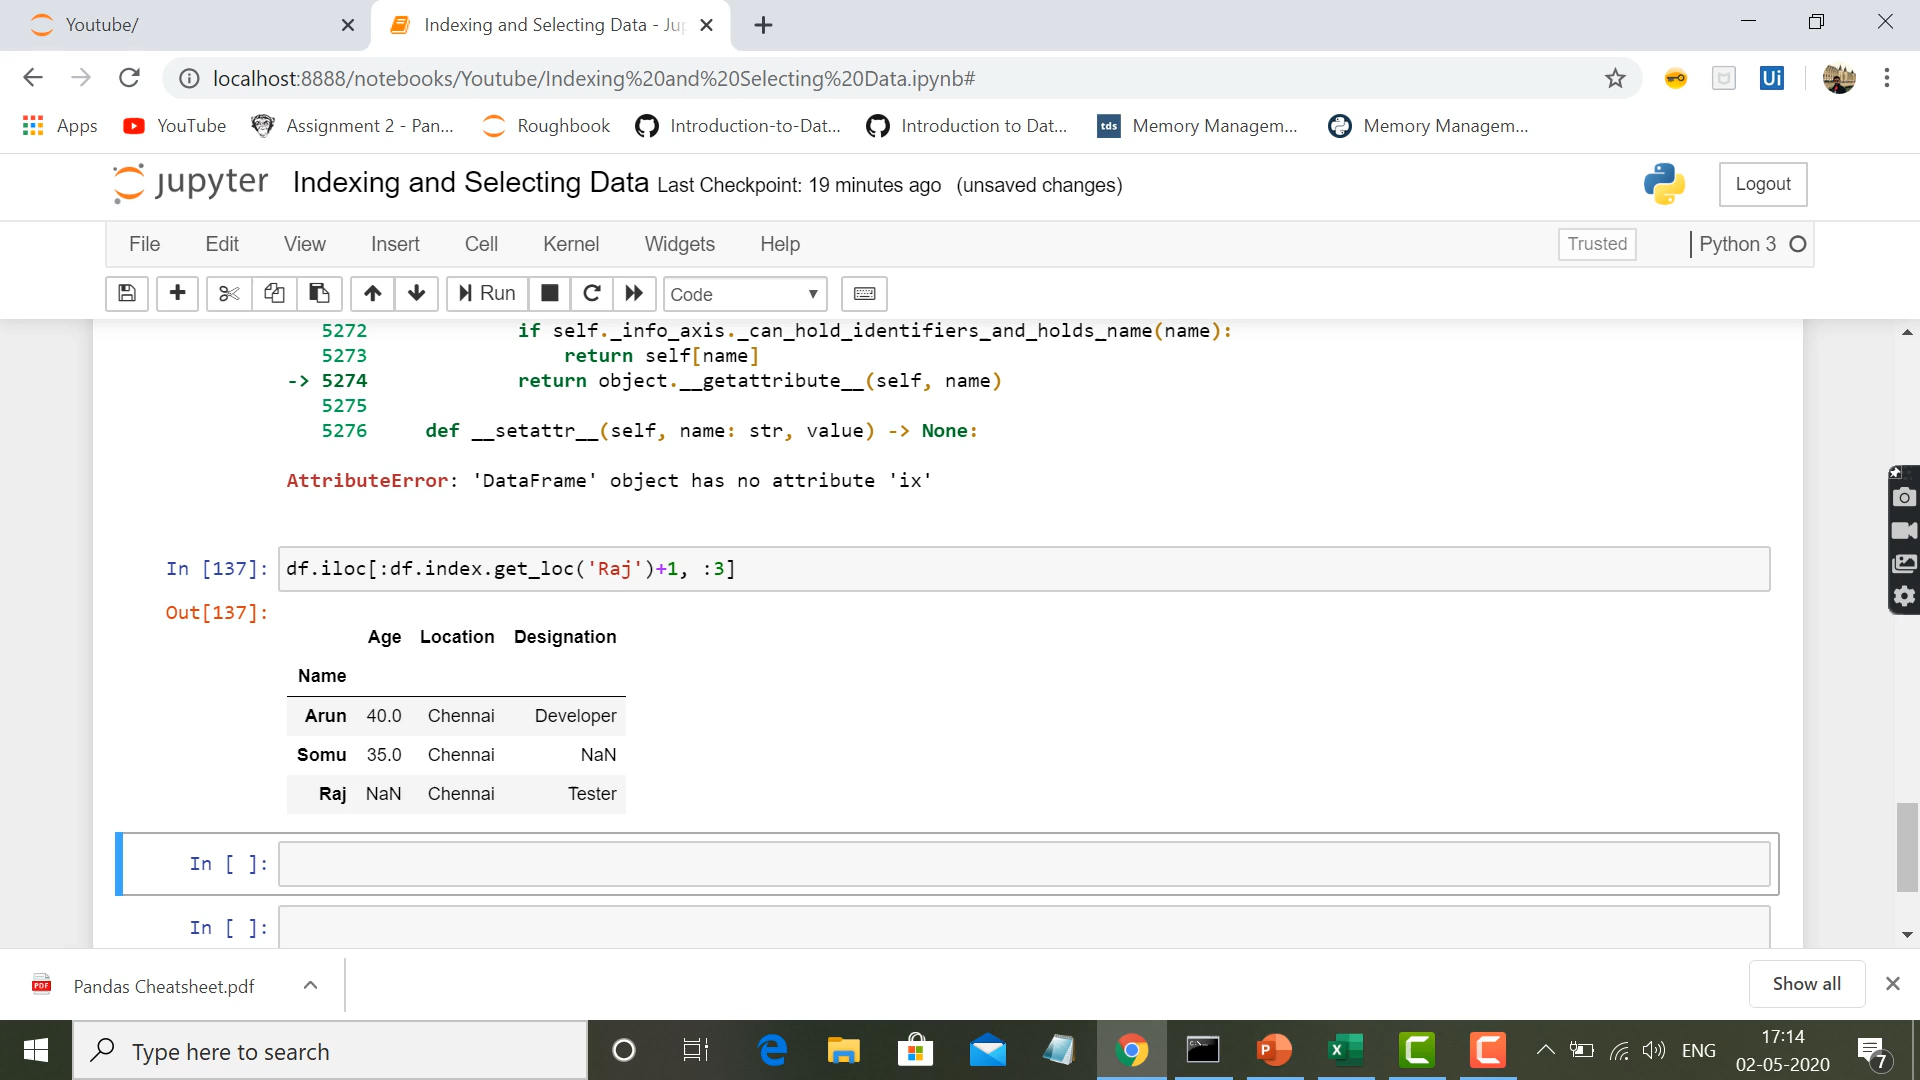 Youtube/
Indexing and Selecting Data - Jup
localhost:8888/notebooks/Youtube/Indexing%20and%20Selecting%20Data.ipynb#
Ui
Apps
YouTube
Assignment 2 - Pan...
Roughbook
Introduction-to-Dat...
Introduction to Dat...
tds
Memory Managem...
Memory Managem...
jupyter
Indexing and Selecting Data Last Checkpoint: 19 minutes ago (unsaved changes)
Logout
File
Edit
View
Insert
Cell
Kernel
Widgets
Help
Trusted
Python 3
Run
Code
5272 if self._info_axis._can_hold_identifiers_and_holds_name(name):
5273 return self[name]
-> 5274 return object.__getattribute__(self, name)
5275
5276 def __setattr__(self, name: str, value) -> None:
AttributeError: 'DataFrame' object has no attribute 'ix'
In [137]: df.iloc[:df.index.get_loc('Raj')+1, :3]
Out[137]:
Age Location Designation
Name
Arun 40.0 Chennai Developer
Somu 35.0 Chennai NaN
Raj NaN Chennai Tester
In [ ]:
In [ ]:
PDF
Pandas Cheatsheet.pdf
Show all
Type here to search
ENG
17:14
02-05-2020
7